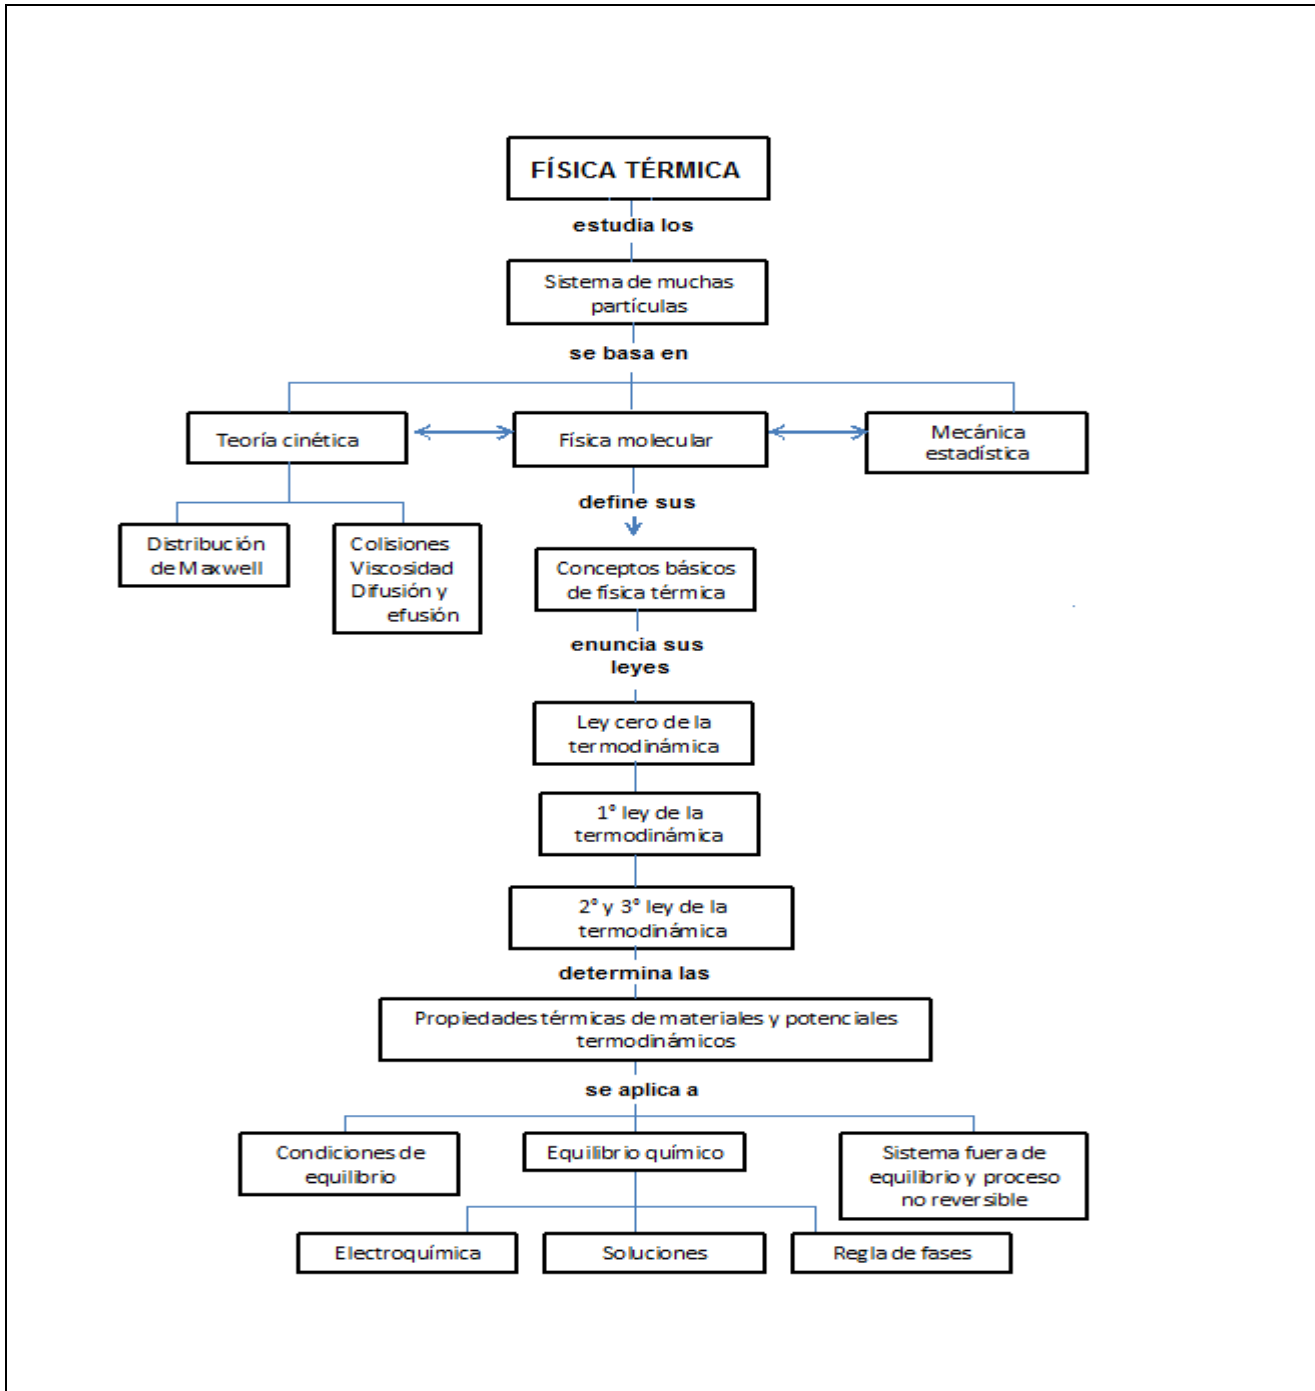 FÍSICA TÉRMICA
estudia los
Sistema de muchas
partículas
se basa en
Teoría cinética
Física molecular
Mecánica
estadística
define sus
Distribución
de Maxwell
Colisiones
Viscosidad
Difusión y
efusión
Conceptos básicos
de física térmica
enuncia sus
leyes
Ley cero de la
termodinámica
1° ley de la
termodinámica
2° y 3° ley de la
termodinámica
determina las
Propiedades térmicas de materiales y potenciales
termodinámicos
se aplica a
Condiciones de
equilibrio
Equilibrio químico
Sistema fuera de
equilibrio y proceso
no reversible
Electroquímica
Soluciones
Regla de fases